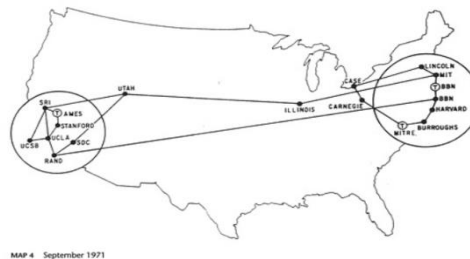 LINCOLN
CASE
MIT
UTAH
T BBN
ILLINOIS
BBN
CARNEGIE
HARVARD
SRI
T AMES
STANFORD
T
MITRE
BURROUGHS
UCSB
UCLA
SDC
RAND
MAP 4 September 1971